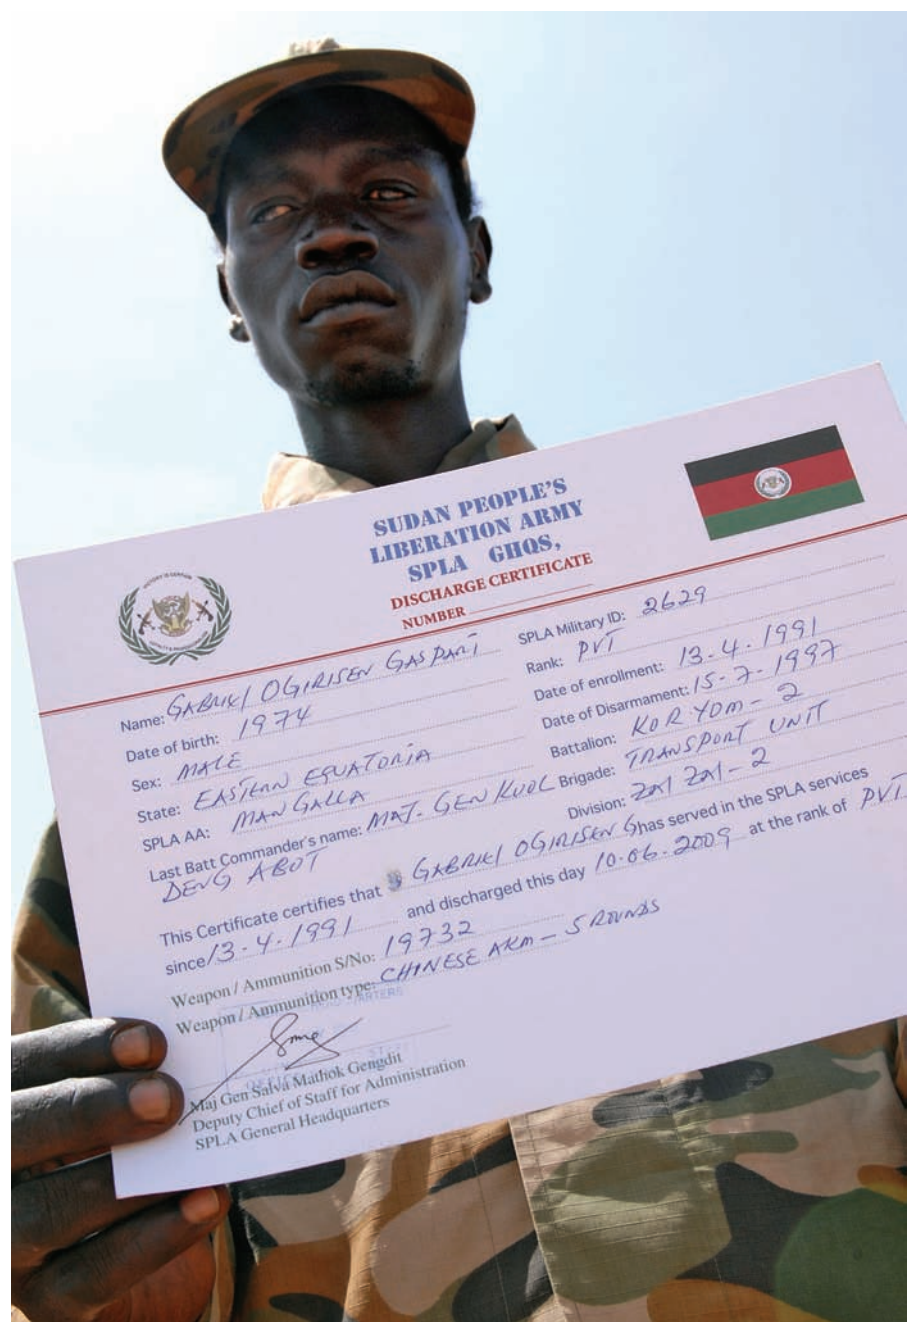 SUDAN PEOPLE'S
LIBERATION ARMY
SPLA GHQS,
DISCHARGE CERTIFICATE
NUMBER
Name: GABRIEL OGIRISEN GASPARI
Date of birth: 1974
Sex: MALE
State: EASTERN EQUATORIA
SPLA AA: MANGALLA
Last Batt Commander's name: MAJ. GEN KUOL
DENG ABOT
SPLA Military ID: 2629
Rank: PVT
Date of enrollment: 13.4.1991
Date of Disarmament: 15-7-1997
Battalion: KOR YOM-2
Brigade: TRANSPORT UNIT
Division: ZAl ZAl-2
This Certificate certifies that GABRIEL OGIRISEN G has served in the SPLA services
since 13.4.1991 and discharged this day 10.06.2009 at the rank of PVT
Weapon / Ammunition S/No: 19732
Weapon / Ammunition type: CHINESE AKM - 5 ROUNDS
Maj Gen Salva Mathok Gengdit
Deputy Chief of Staff for Administration
SPLA General Headquarters